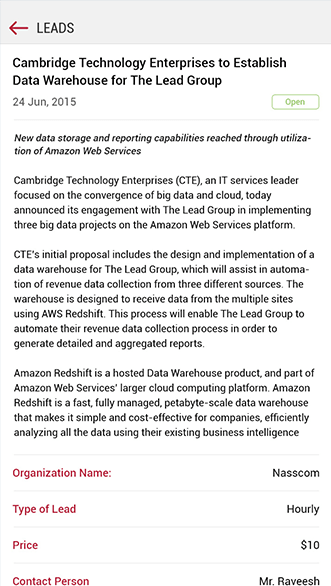 LEADS
Cambridge Technology Enterprises to Establish
Data Warehouse for The Lead Group
24 Jun, 2015
Open
New data storage and reporting capabilities reached through utiliza-
tion of Amazon Web Services
Cambridge Technology Enterprises (CTE), an IT services leader
focused on the convergence of big data and cloud, today
announced its engagement with The Lead Group in implementing
three big data projects on the Amazon Web Services platform.
CTE's initial proposal includes the design and implementation of a
data warehouse for The Lead Group, which will assist in automa-
tion of revenue data collection from three different sources. The
warehouse is designed to receive data from the multiple sites
using AWS Redshift. This process will enable The Lead Group to
automate their revenue data collection process in order to
generate detailed and aggregated reports.
Amazon Redshift is a hosted Data Warehouse product, and part of
Amazon Web Services' larger cloud computing platform. Amazon
Redshift is a fast, fully managed, petabyte-scale data warehouse
that makes it simple and cost-effective for companies, efficiently
analyzing all the data using their existing business intelligence
Organization Name: Nasscom
Type of Lead Hourly
Price $10
Contact Person Mr. Raveesh